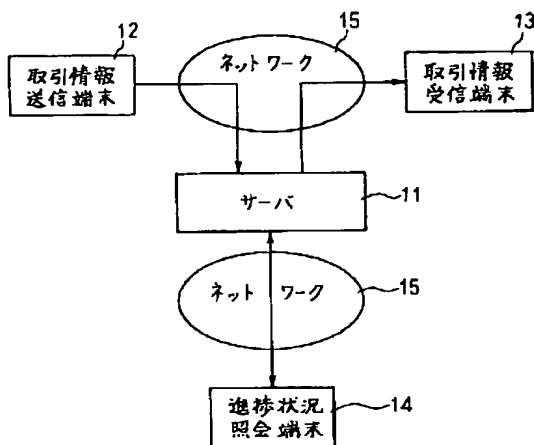 12
15
13
取引情報
送信端末
ネットワーク
取引情報
受信端末
サーバ
11
ネットワーク
15
進捗状況
照会端末
14